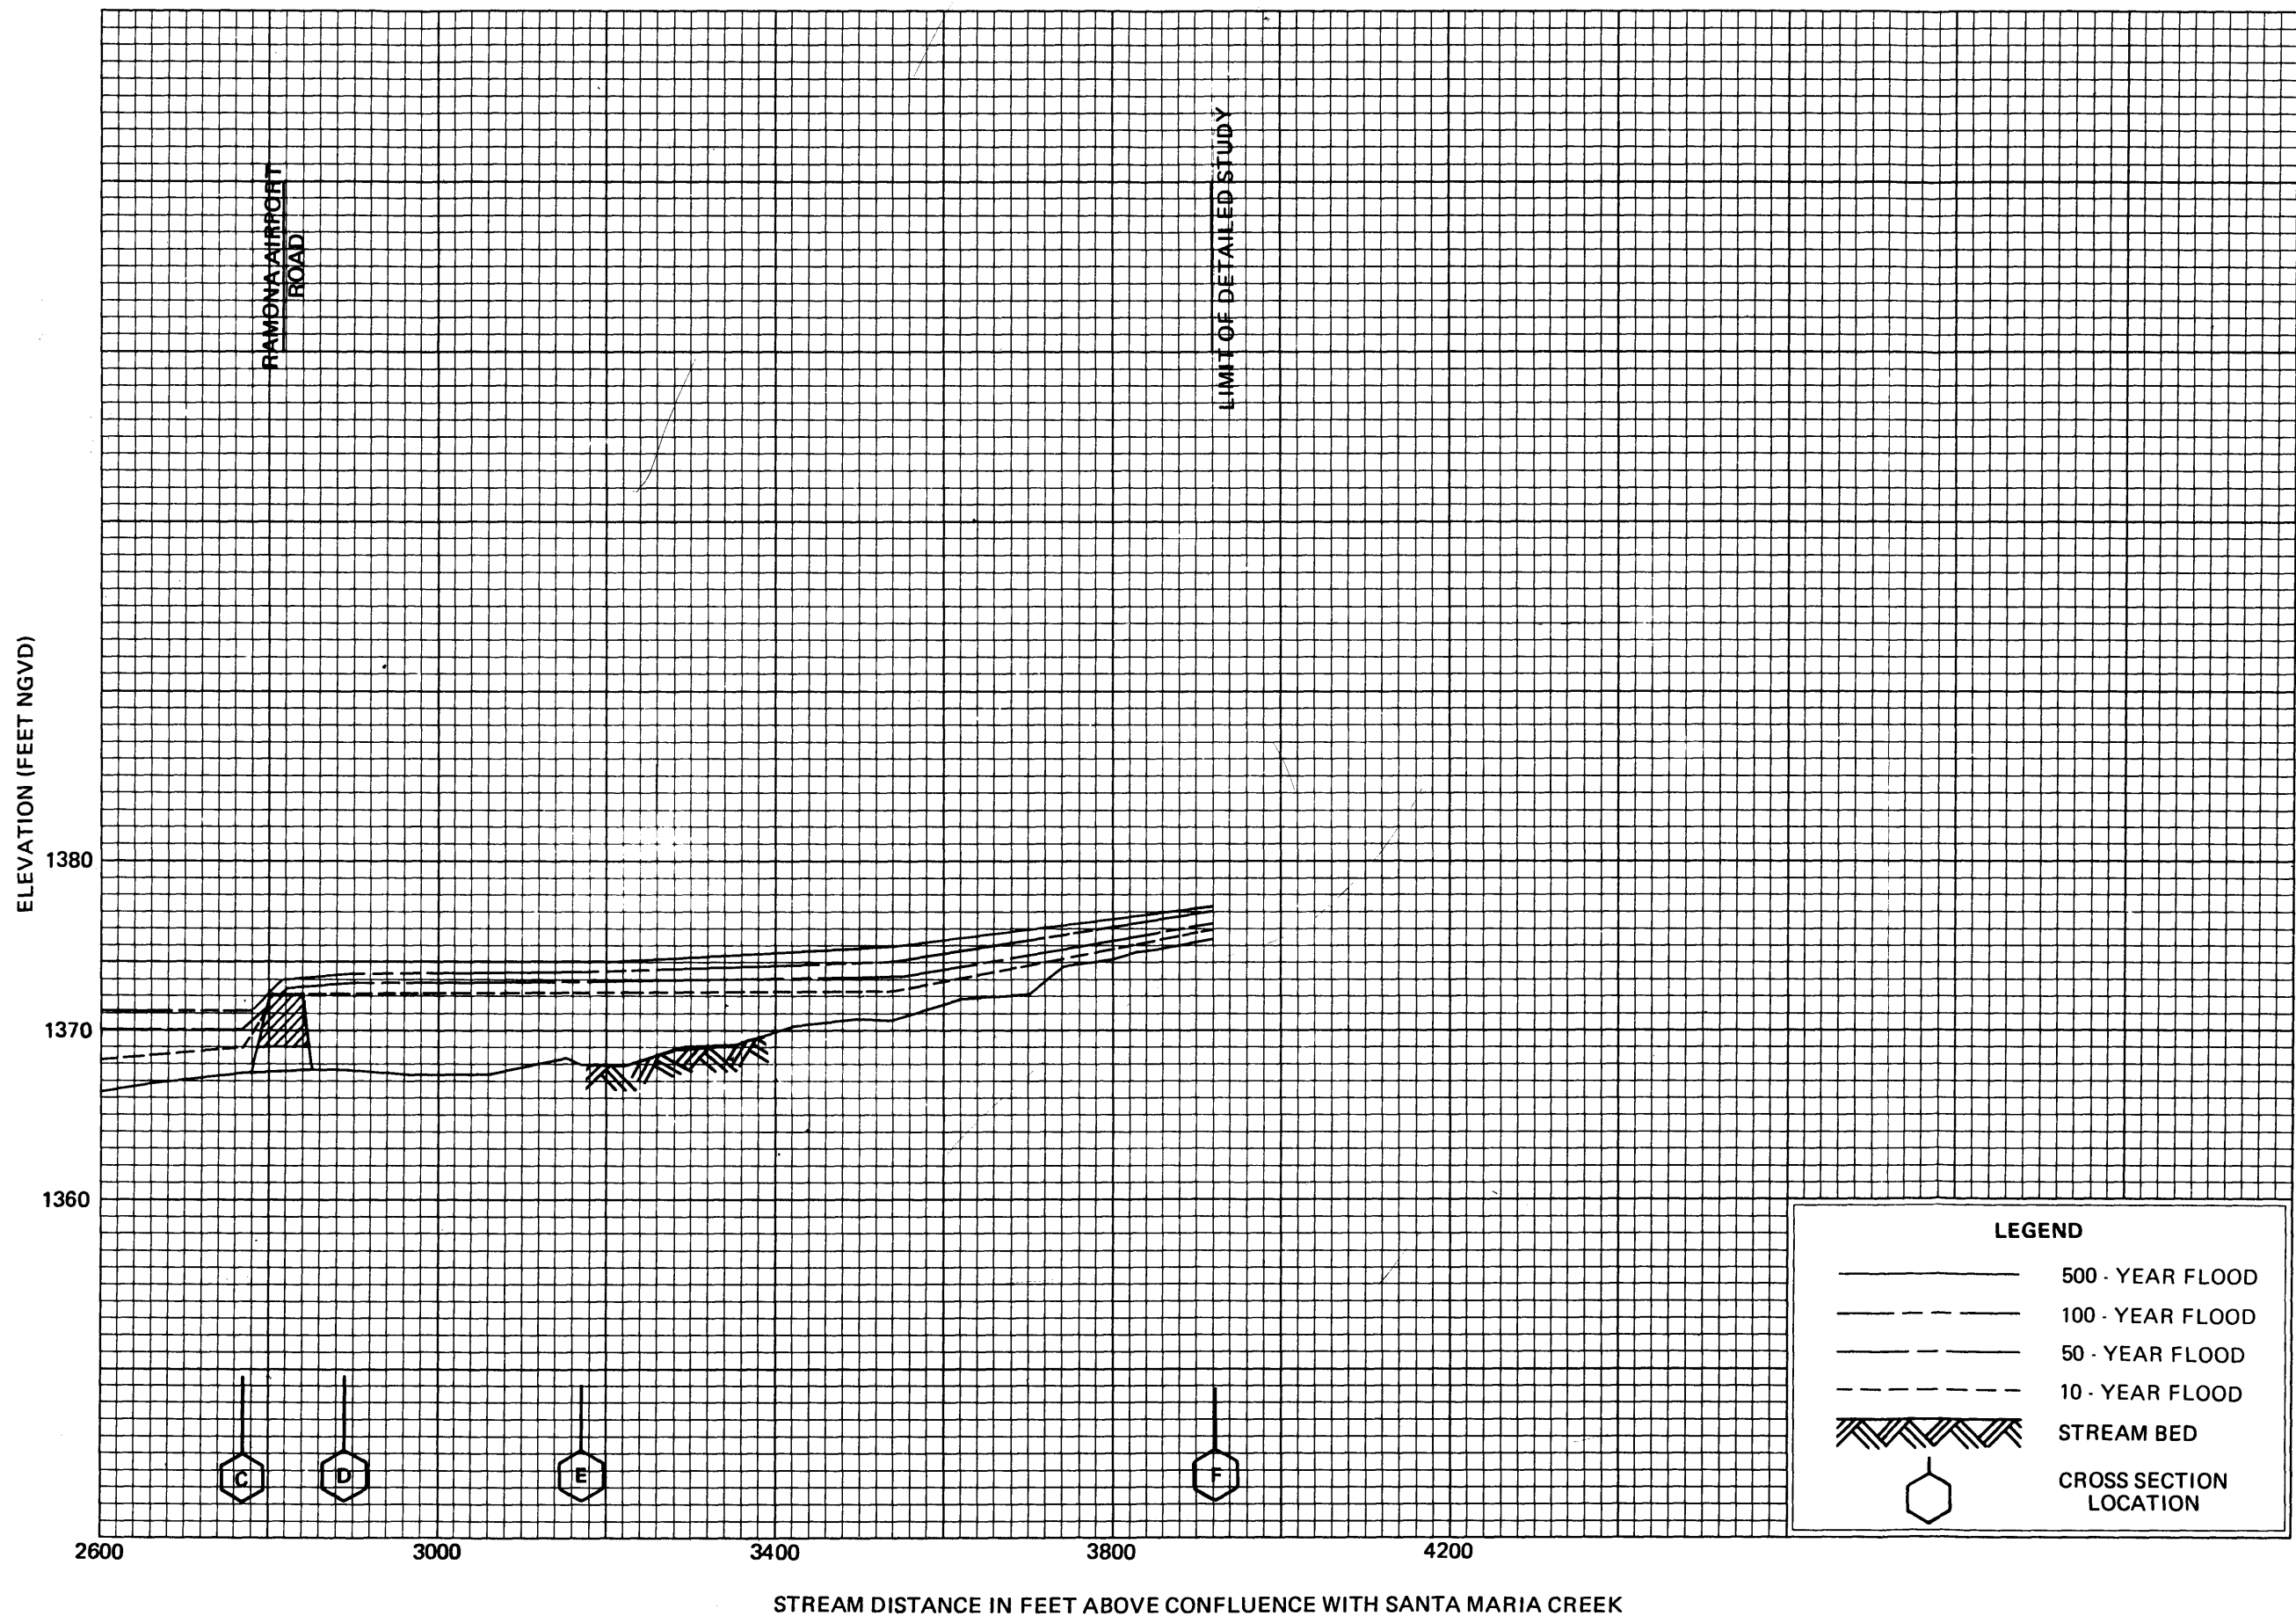 RAMONA AIRPORT
ROAD
LIMIT OF DETAILED STUDY
ELEVATION (FEET NGVD)
1380
1370
1360
LEGEND
500 - YEAR FLOOD
100 - YEAR FLOOD
50 - YEAR FLOOD
10 - YEAR FLOOD
STREAM BED
CROSS SECTION
LOCATION
C
D
E
F
2600
3000
3400
3800
4200
STREAM DISTANCE IN FEET ABOVE CONFLUENCE WITH SANTA MARIA CREEK